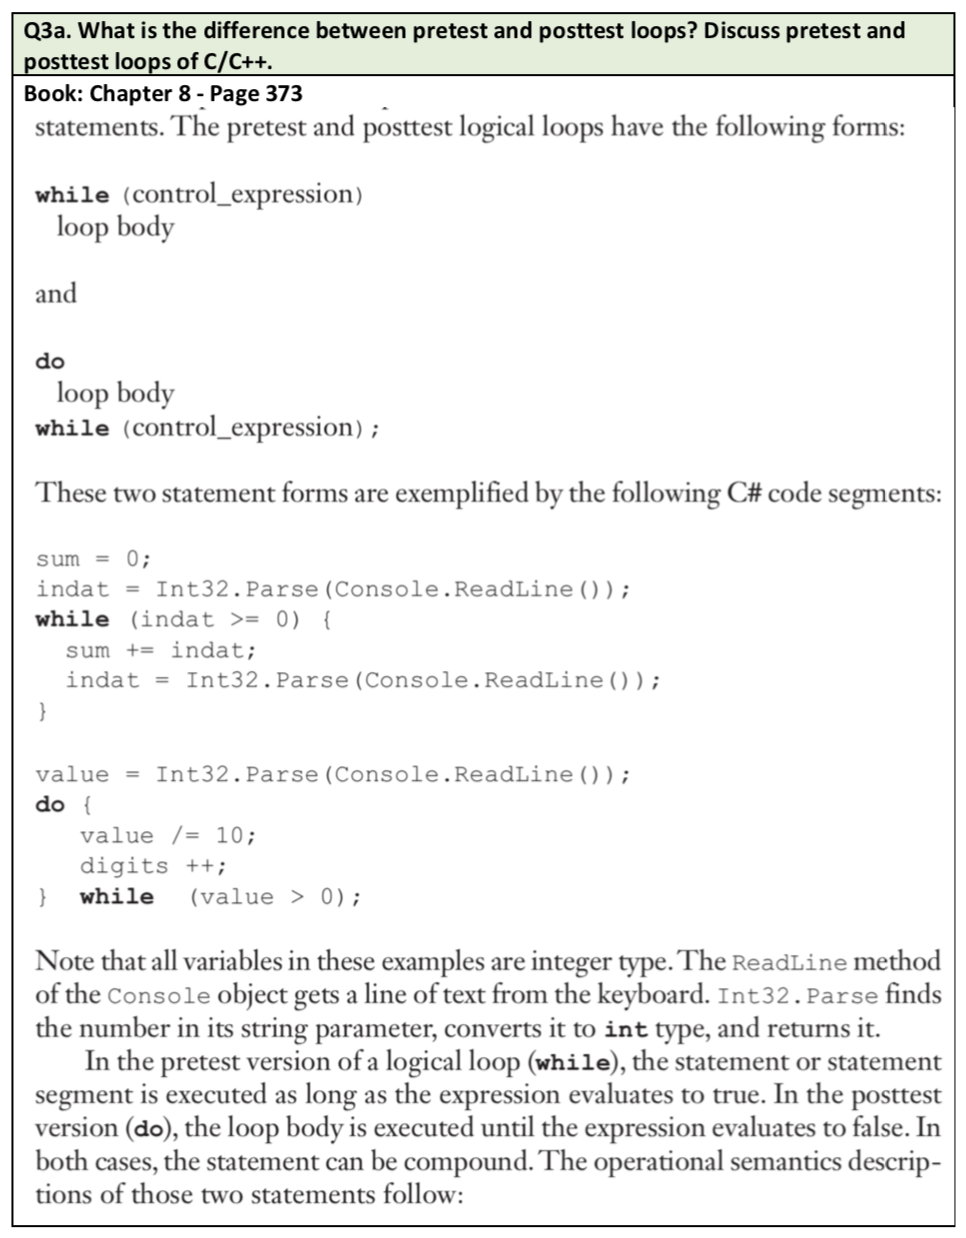 Q3a. What is the difference between pretest and posttest loops? Discuss pretest and
posttest loops of C/C++.
Book: Chapter 8 - Page 373
statements. The pretest and posttest logical loops have the following forms:
while (control_expression)
loop body
and
do
loop body
while (control_expression);
These two statement forms are exemplified by the following C# code segments:
sum = 0;
indat = Int32.Parse(Console.ReadLine());
while (indat >= 0) {
sum += indat;
indat = Int32.Parse(Console.ReadLine());
}
value = Int32.Parse(Console.ReadLine());
do {
value /= 10;
digits ++;
} while (value > 0);
Note that all variables in these examples are integer type. The ReadLine method
of the Console object gets a line of text from the keyboard. Int32.Parse finds
the number in its string parameter, converts it to int type, and returns it.
In the pretest version of a logical loop (while), the statement or statement
segment is executed as long as the expression evaluates to true. In the posttest
version (do), the loop body is executed until the expression evaluates to false. In
both cases, the statement can be compound. The operational semantics descrip-
tions of those two statements follow: